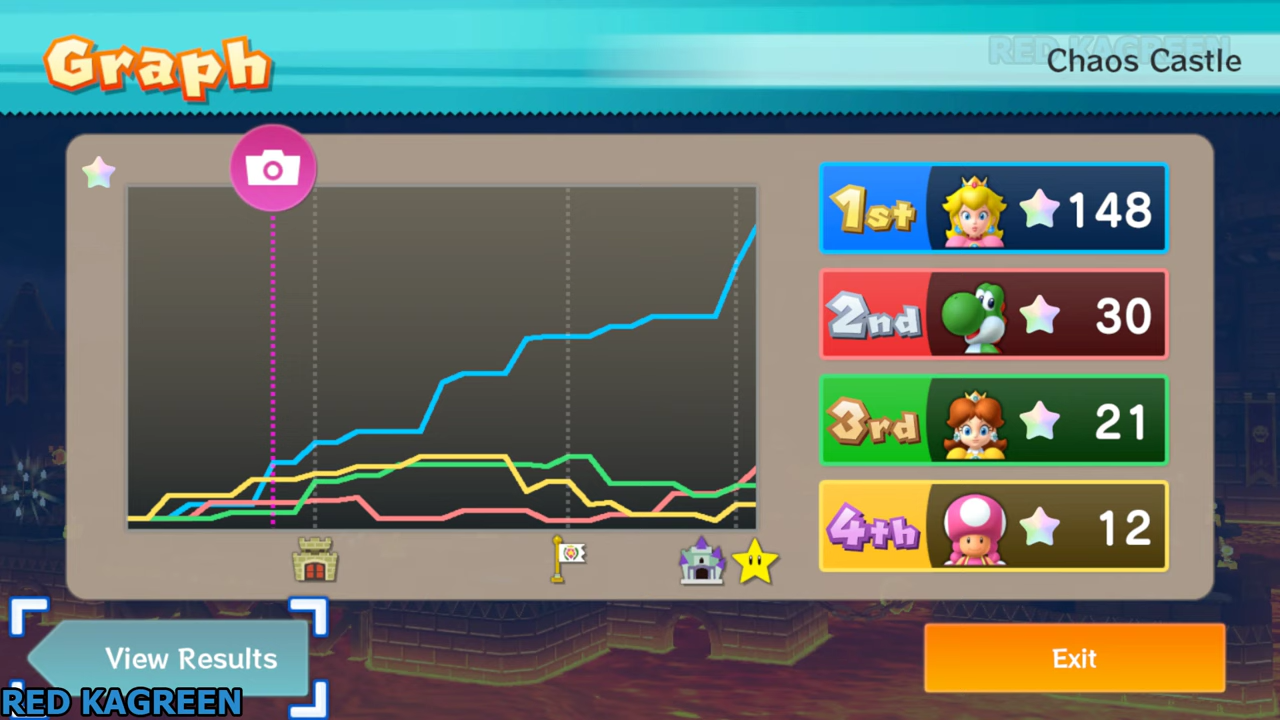 Graph
RED KAGREEN
Chaos Castle
1st 148
2nd 30
3rd 21
4th 12
View Results
Exit
RED KAGREEN